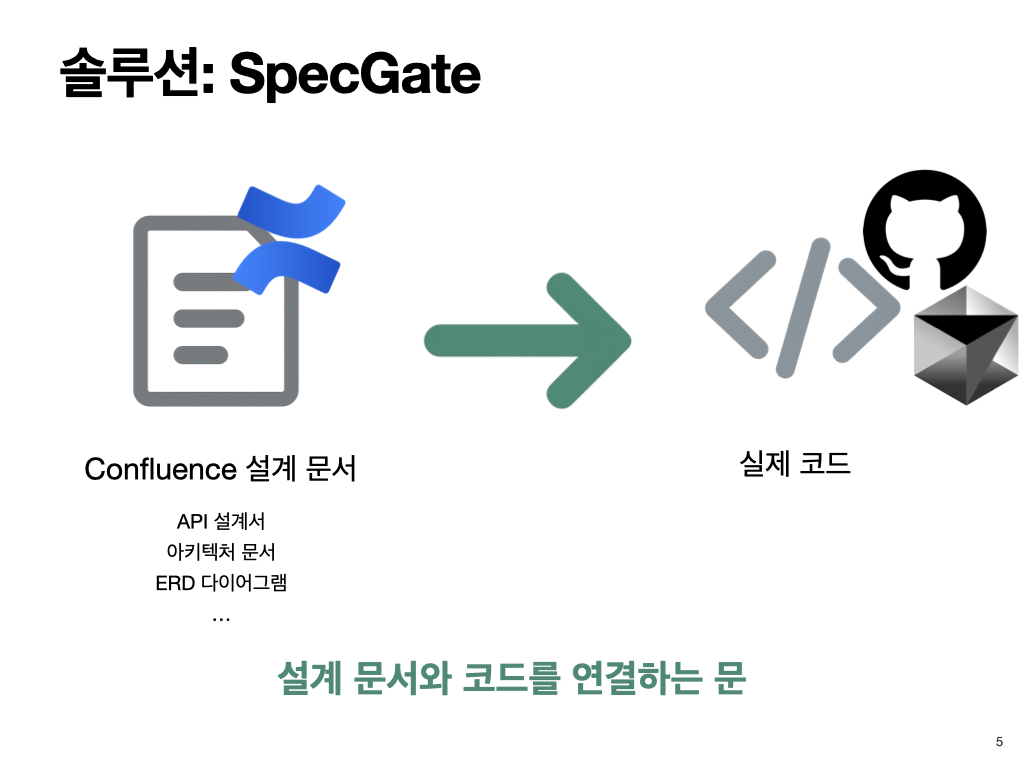 솔루션: SpecGate
Confluence 설계 문서
API 설계서
아키텍처 문서
ERD 다이어그램
...
실제 코드
설계 문서와 코드를 연결하는 문
5